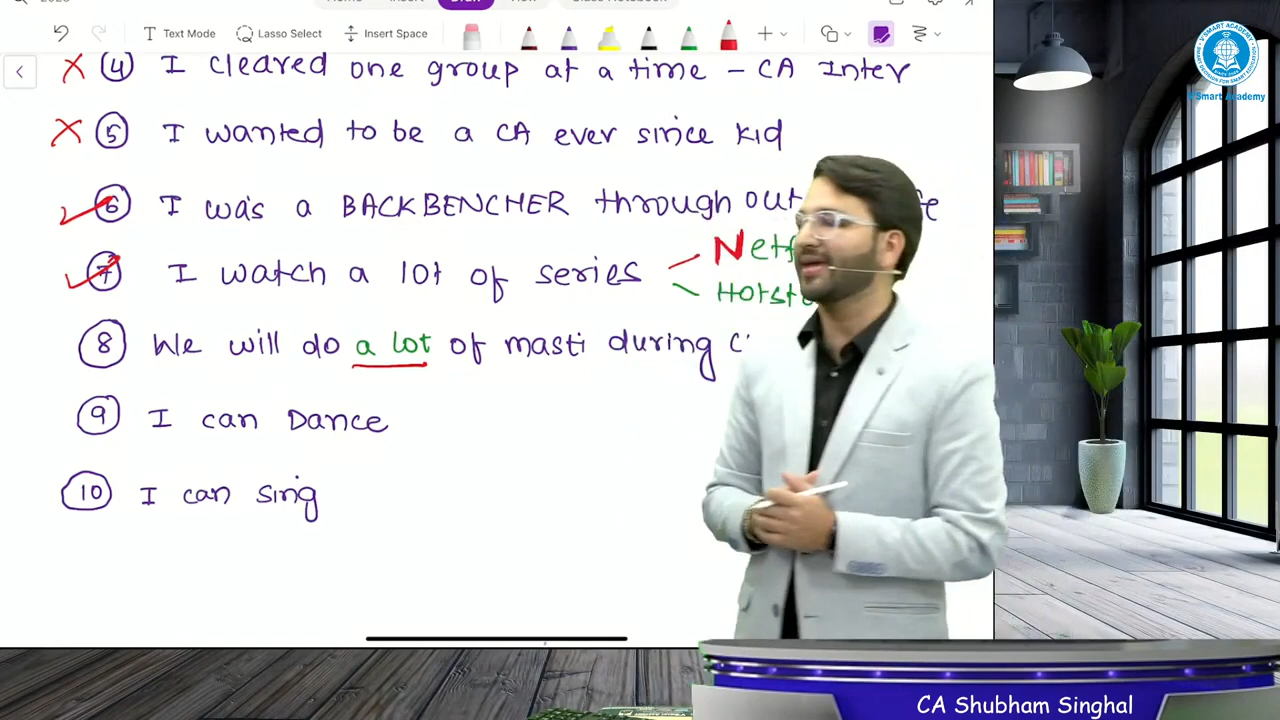 Text Mode Lasso Select Insert Space
X ④ I cleared one group at a time – CA Inter
X ⑤ I wanted to be a CA ever since kid
✓ ⑥ I was a BACKBENCHER through out
✓ ⑦ I watch a lot of series
⑧ We will do a lot of masti during
⑨ I can Dance
⑩ I can sing
V'Smart Academy
CA Shubham Singhal